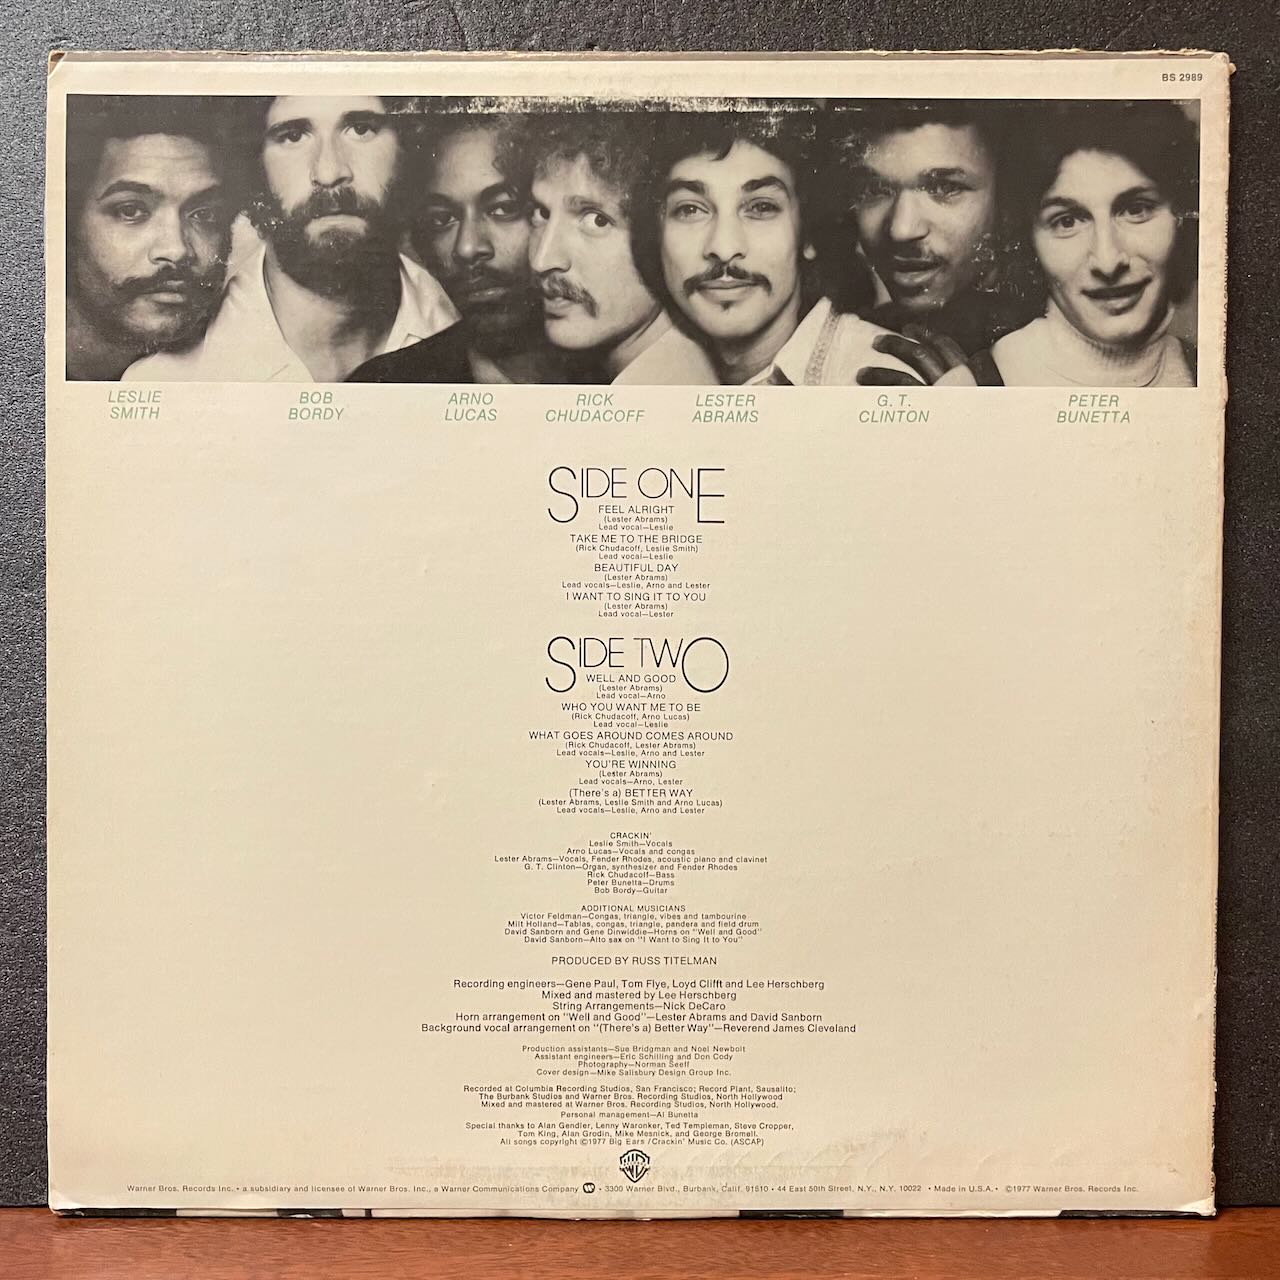 BS 2989
LESLIE SMITH
BOB BORDY
ARNO LUCAS
RICK CHUDACOFF
LESTER ABRAMS
G. T. CLINTON
PETER BUNETTA
SIDE ONE
FEEL ALRIGHT
(Lester Abrams)
Lead vocal—Leslie
TAKE ME TO THE BRIDGE
(Rick Chudacoff, Leslie Smith)
Lead vocal—Leslie
BEAUTIFUL DAY
(Lester Abrams)
Lead vocals—Leslie, Arno and Lester
I WANT TO SING IT TO YOU
(Lester Abrams)
Lead vocal—Lester
SIDE TWO
WELL AND GOOD
(Lester Abrams)
Lead vocal—Arno
WHO YOU WANT ME TO BE
(Rick Chudacoff, Arno Lucas)
Lead vocal—Leslie
WHAT GOES AROUND COMES AROUND
(Rick Chudacoff, Lester Abrams)
Lead vocals—Leslie, Arno and Lester
YOU'RE WINNING
(Lester Abrams)
Lead vocals—Arno, Lester
(There's a) BETTER WAY
(Lester Abrams, Leslie Smith and Arno Lucas)
Lead vocals—Leslie, Arno and Lester
CRACKIN'
Leslie Smith—Vocals
Arno Lucas—Vocals and congas
Lester Abrams—Vocals, Fender Rhodes, acoustic piano and clavinet
G. T. Clinton—Organ, synthesizer and Fender Rhodes
Rick Chudacoff—Bass
Peter Bunetta—Drums
Bob Bordy—Guitar
ADDITIONAL MUSICIANS
Victor Feldman—Congas, triangle, vibes and tambourine
Milt Holland—Tablas, congas, triangle, pandera and field drum
David Sanborn and Gene Dinwiddie—Horns on "Well and Good"
David Sanborn—Alto sax on "I Want to Sing It to You"
PRODUCED BY RUSS TITELMAN
Recording engineers—Gene Paul, Tom Flye, Loyd Clifft and Lee Herschberg
Mixed and mastered by Lee Herschberg
String Arrangements—Nick DeCaro
Horn arrangement on "Well and Good"—Lester Abrams and David Sanborn
Background vocal arrangement on "(There's a) Better Way"—Reverend James Cleveland
Production assistants—Sue Bridgman and Noel Newbolt
Assistant engineers—Eric Schilling and Don Cody
Photography—Norman Seeff
Cover design—Mike Salisbury Design Group Inc.
Recorded at Columbia Recording Studios, San Francisco; Record Plant, Sausalito;
The Burbank Studios and Warner Bros. Recording Studios, North Hollywood
Mixed and mastered at Warner Bros. Recording Studios, North Hollywood.
Personal management—Al Bunetta
Special thanks to Alan Gendler, Lenny Waronker, Ted Templeman, Steve Cropper,
Tom King, Alan Grodin, Mike Mesnick, and George Bromell.
All songs copyright ©1977 Big Ears/Crackin' Music Co. (ASCAP)
Warner Bros. Records Inc. • a subsidiary and licensee of Warner Bros. Inc., a Warner Communications Company • 3300 Warner Blvd., Burbank, Calif. 91510 • 44 East 50th Street, N.Y., N.Y. 10022 • Made in U.S.A. • ©1977 Warner Bros. Records Inc.